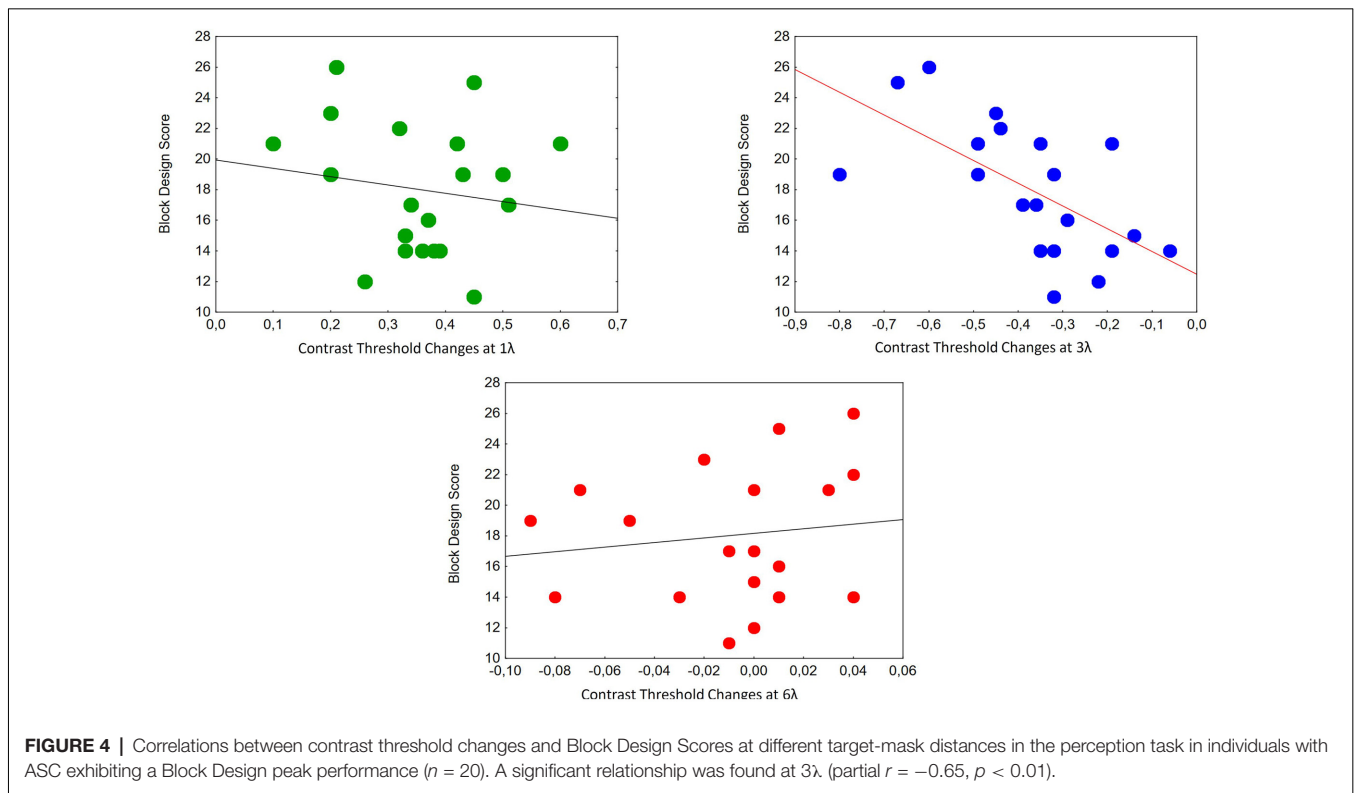 28
26
24
22
20
18
16
14
12
10
Block Design Score
0,0 0,1 0,2 0,3 0,4 0,5 0,6 0,7
Contrast Threshold Changes at 1λ
28
26
24
22
20
18
16
14
12
10
Block Design Score
-0,9 -0,8 -0,7 -0,6 -0,5 -0,4 -0,3 -0,2 -0,1 0,0
Contrast Threshold Changes at 3λ
28
26
24
22
20
18
16
14
12
10
Block Design Score
-0,10 -0,08 -0,06 -0,04 -0,02 0,00 0,02 0,04 0,06
Contrast Threshold Changes at 6λ
FIGURE 4 | Correlations between contrast threshold changes and Block Design Scores at different target-mask distances in the perception task in individuals with
ASC exhibiting a Block Design peak performance (n = 20). A significant relationship was found at 3λ (partial r = −0.65, p < 0.01).